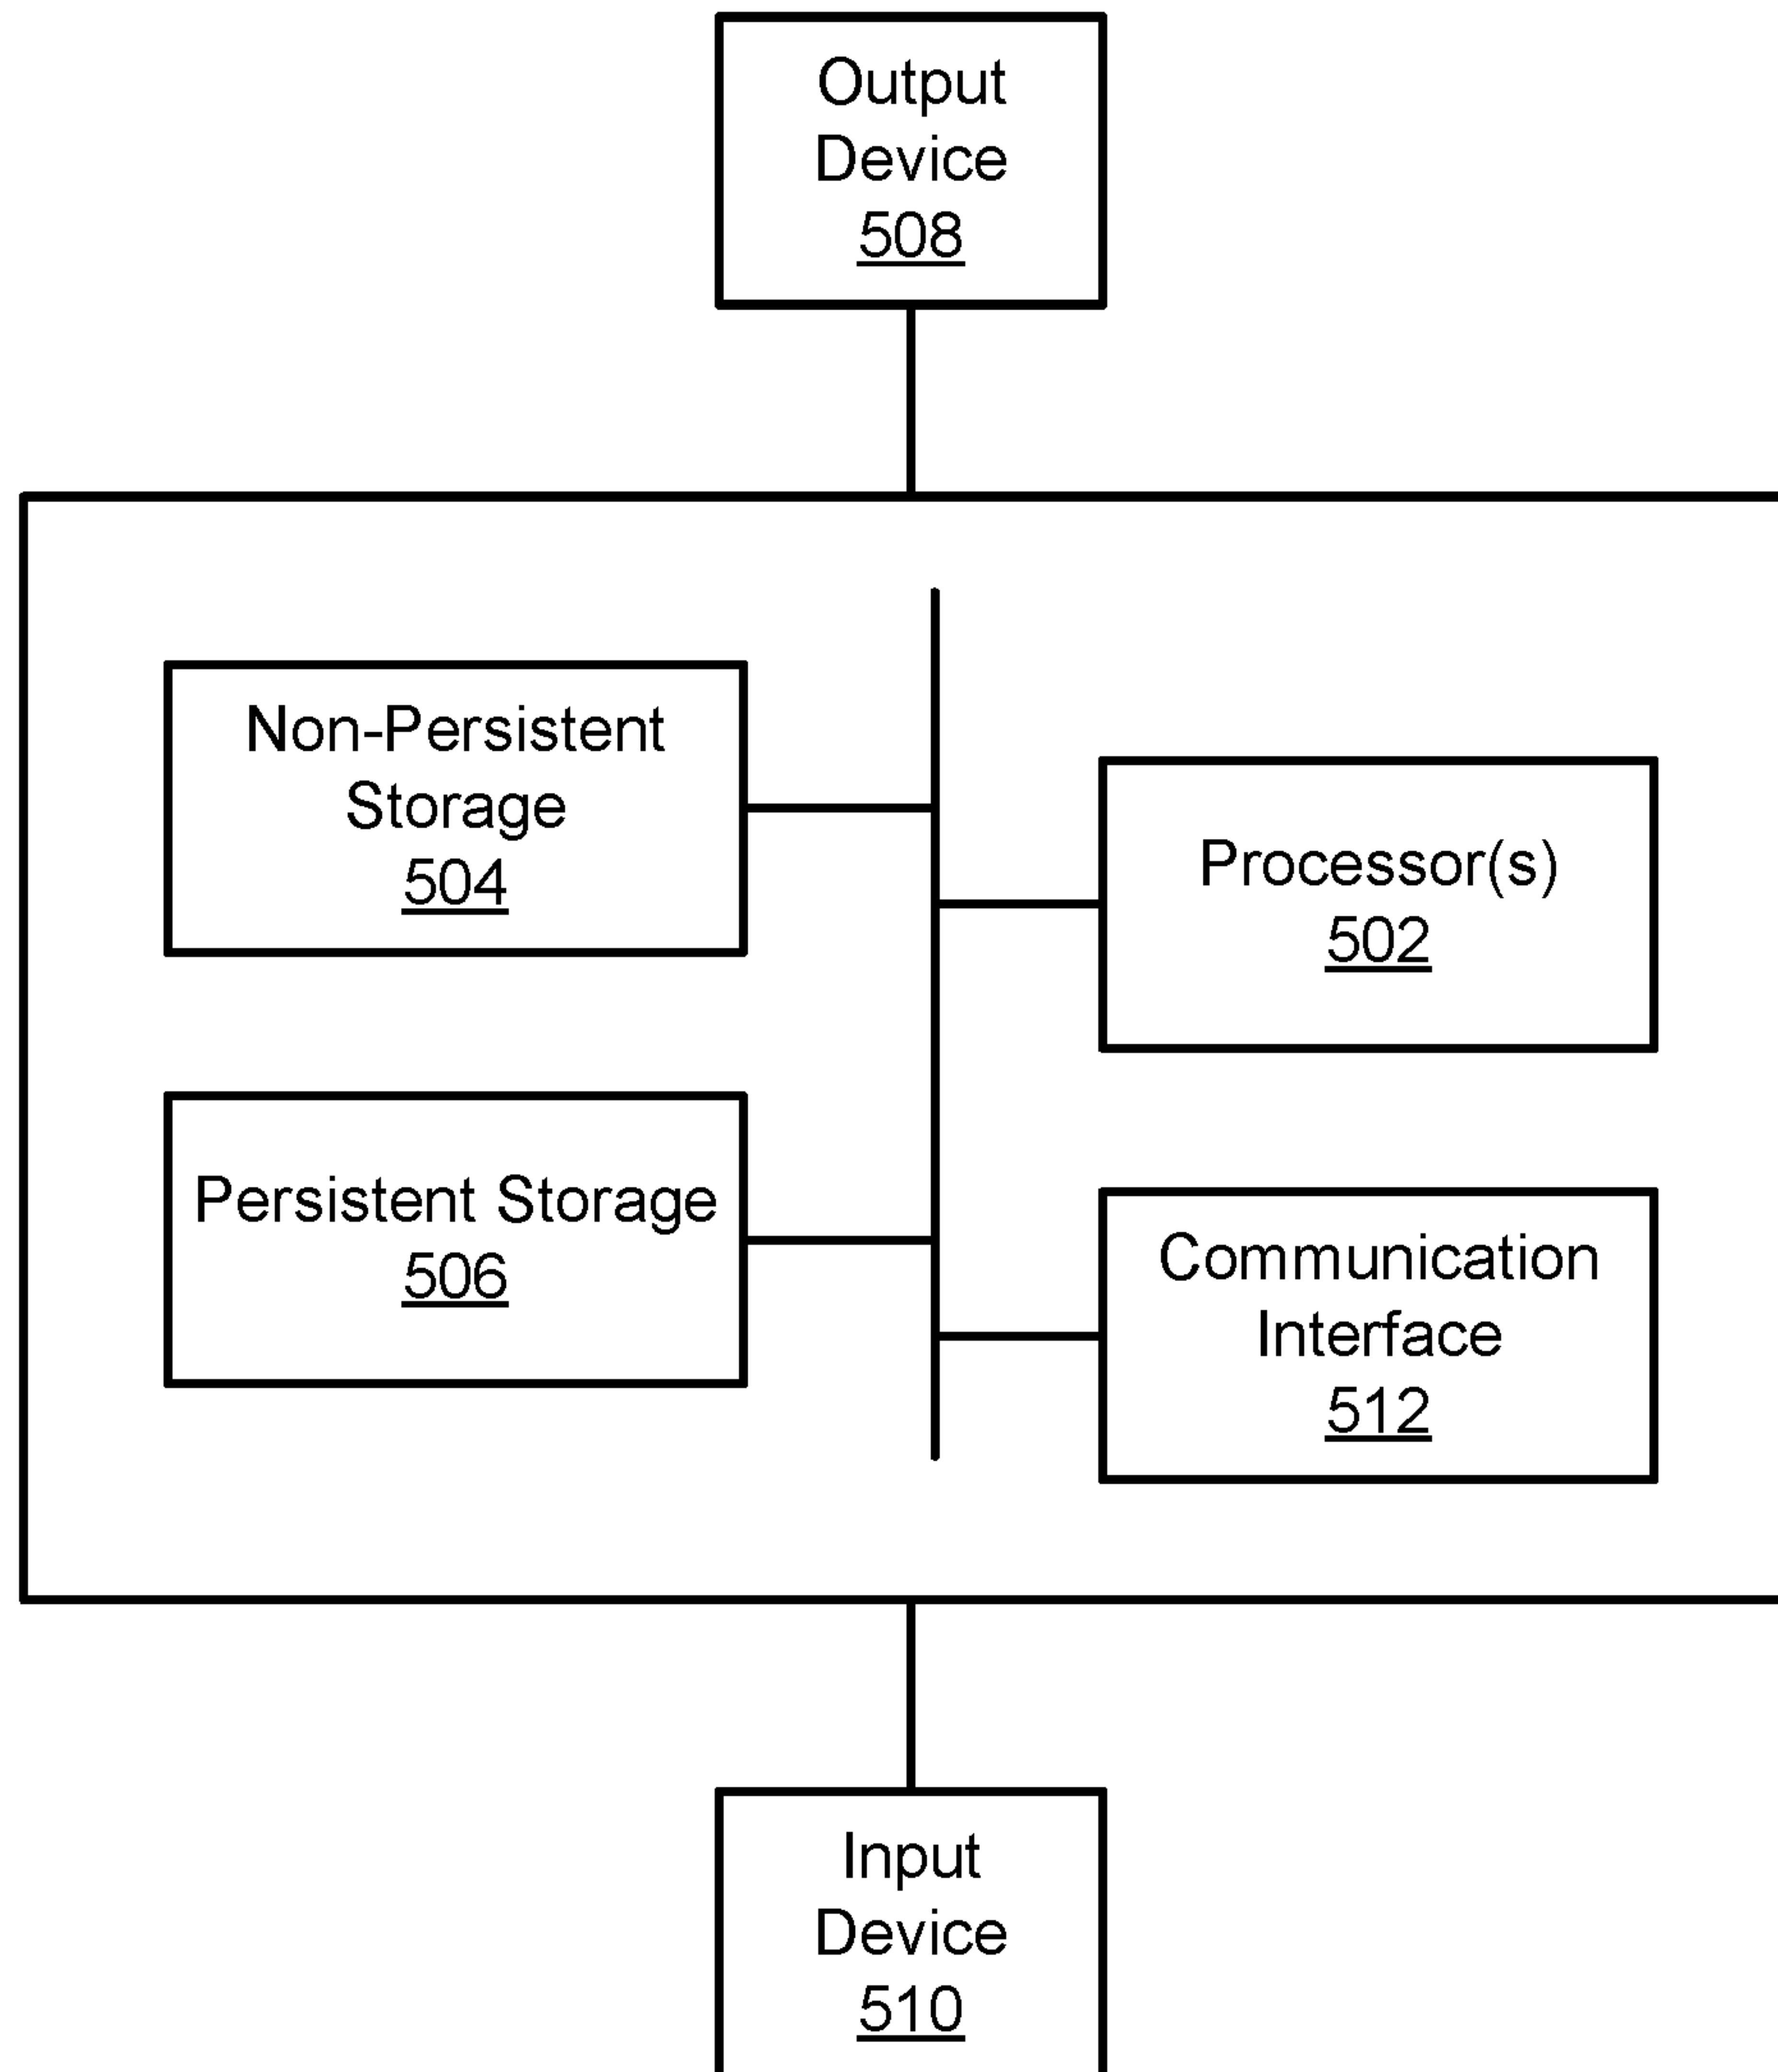 Output
Device
508
Non-Persistent
Storage
504
Processor(s)
502
Persistent Storage
506
Communication
Interface
512
Input
Device
510